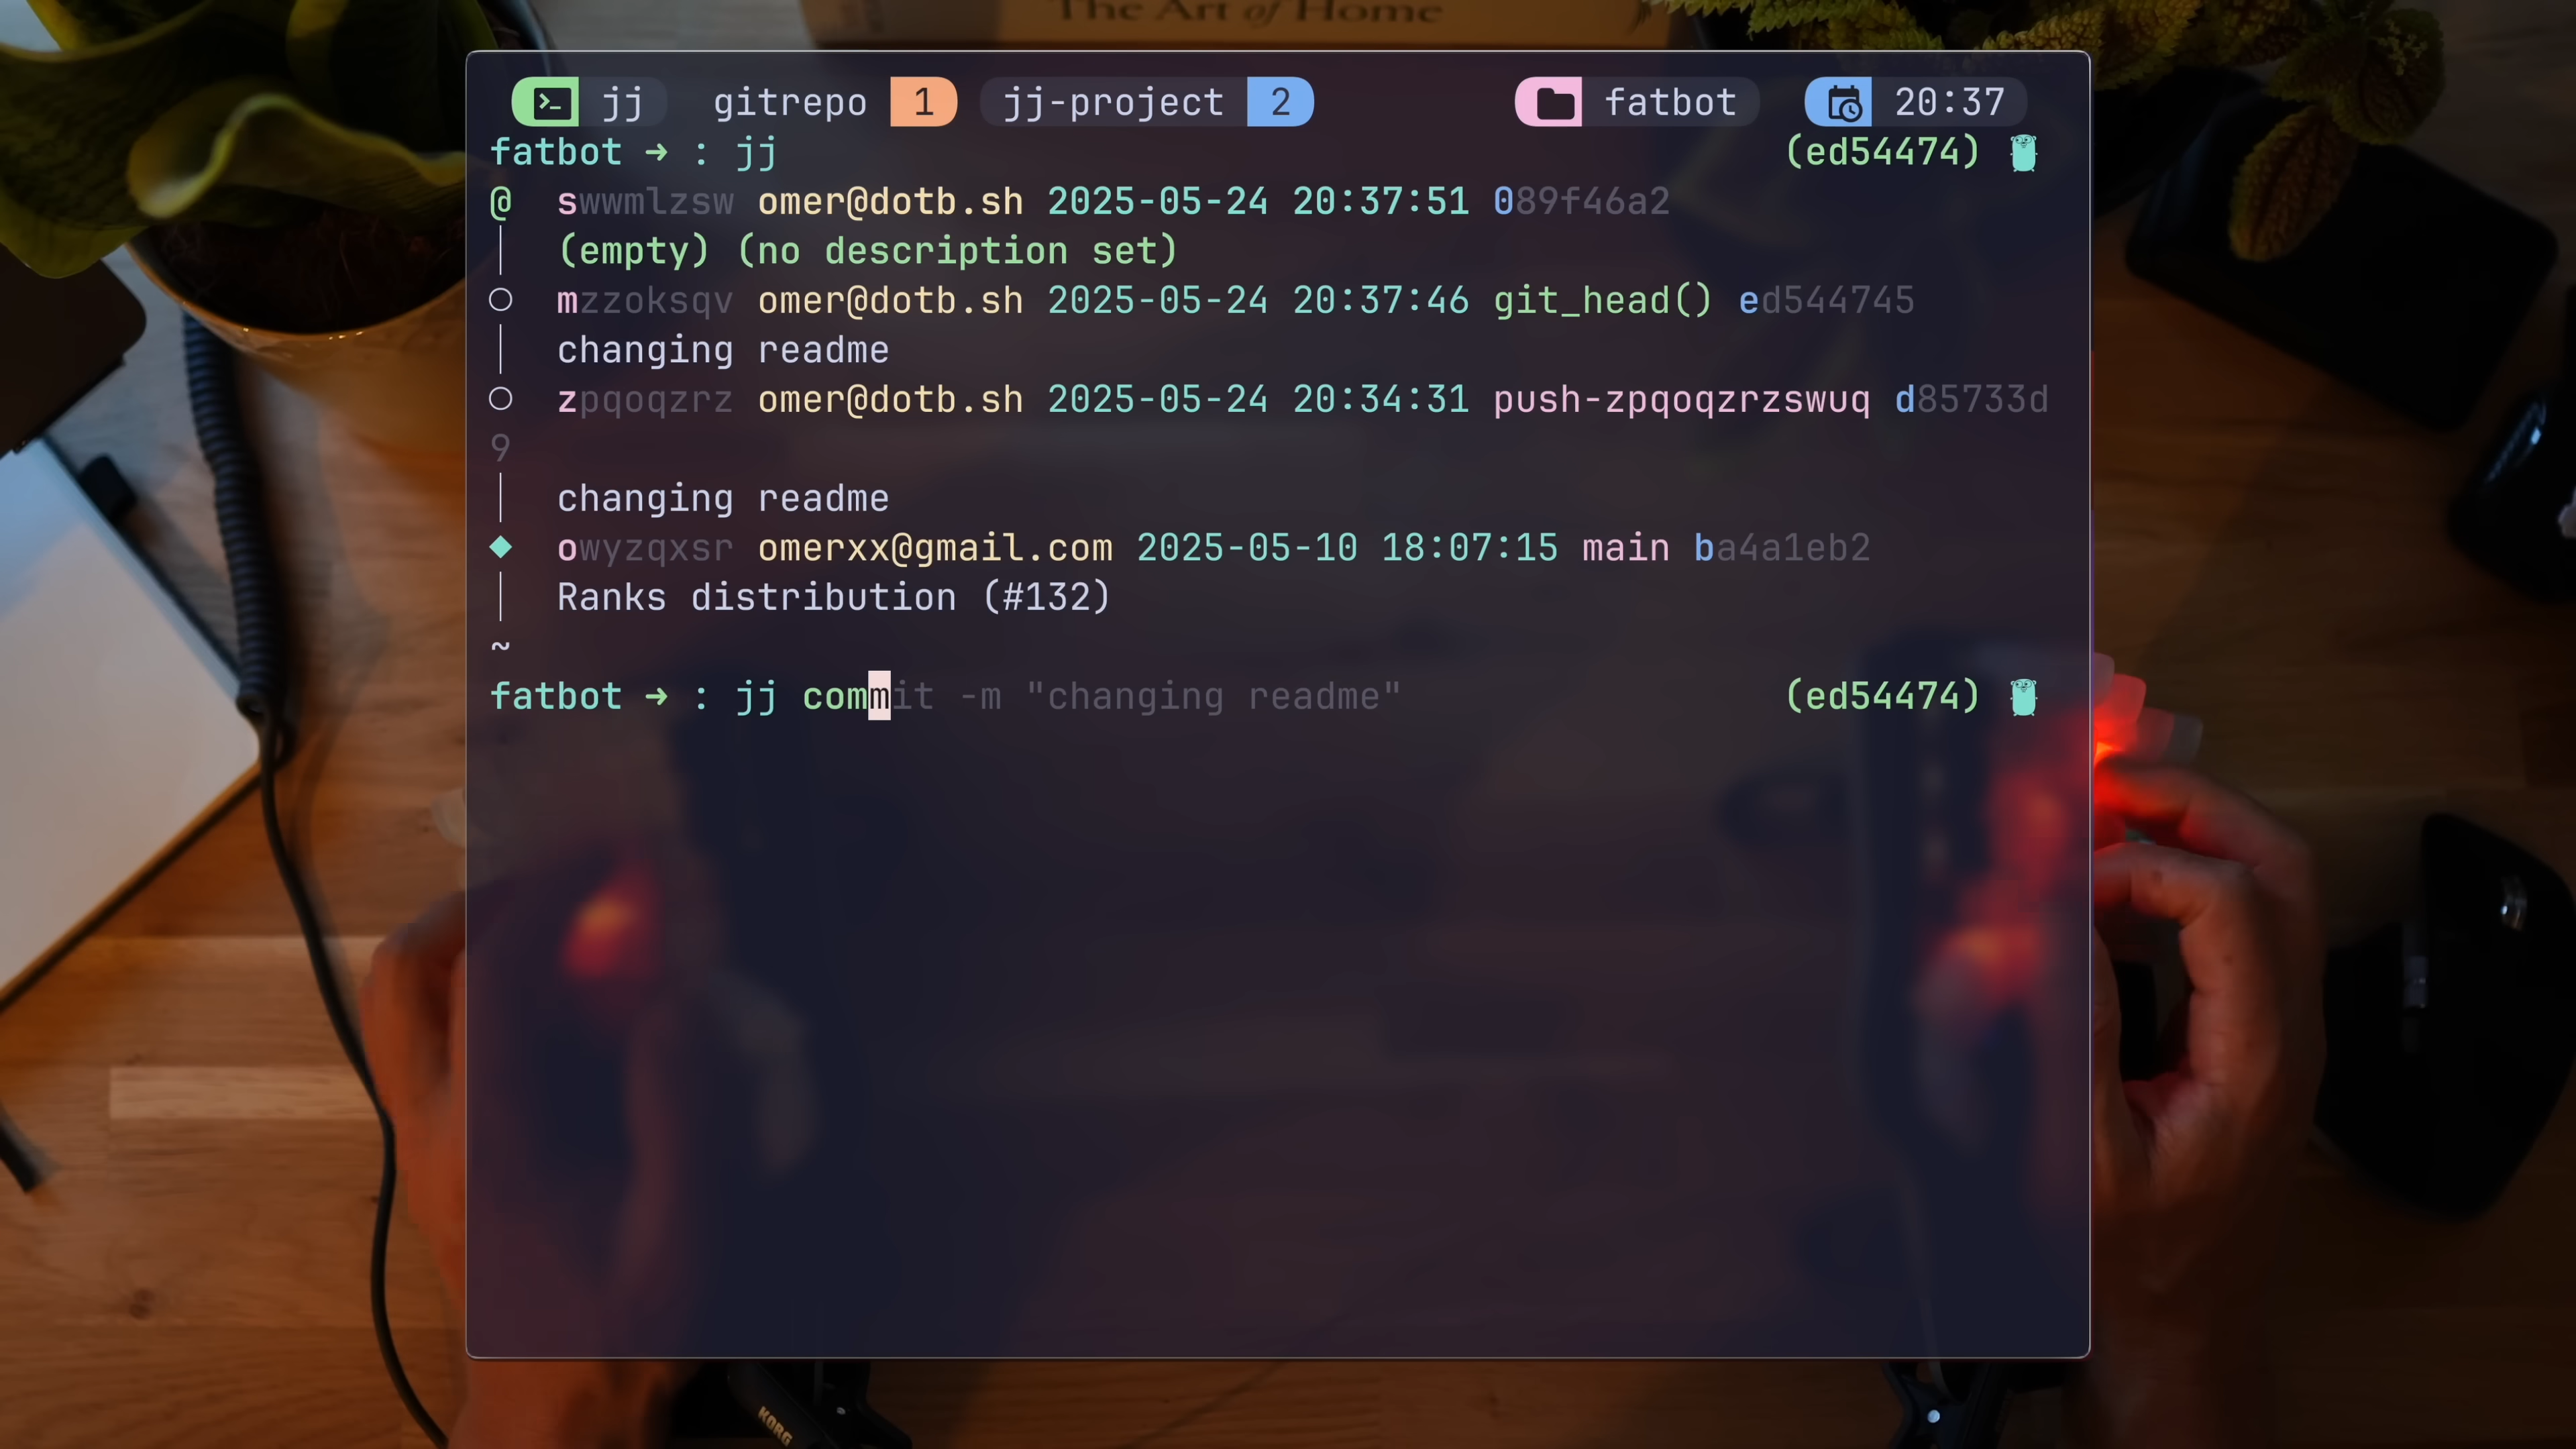 The Art of Home
jj gitrepo 1 jj-project 2 fatbot 20:37
fatbot → : jj (ed54474)
@ swwmlzsw omer@dotb.sh 2025-05-24 20:37:51 089f46a2
│ (empty) (no description set)
○ mzzoksqv omer@dotb.sh 2025-05-24 20:37:46 git_head() ed544745
│ changing readme
○ zpqoqzrz omer@dotb.sh 2025-05-24 20:34:31 push-zpqoqzrzswuq d85733d
9
│ changing readme
◆ owyzqxsr omerxx@gmail.com 2025-05-10 18:07:15 main ba4a1eb2
│ Ranks distribution (#132)
~
fatbot → : jj commit -m "changing readme" (ed54474)
KORG